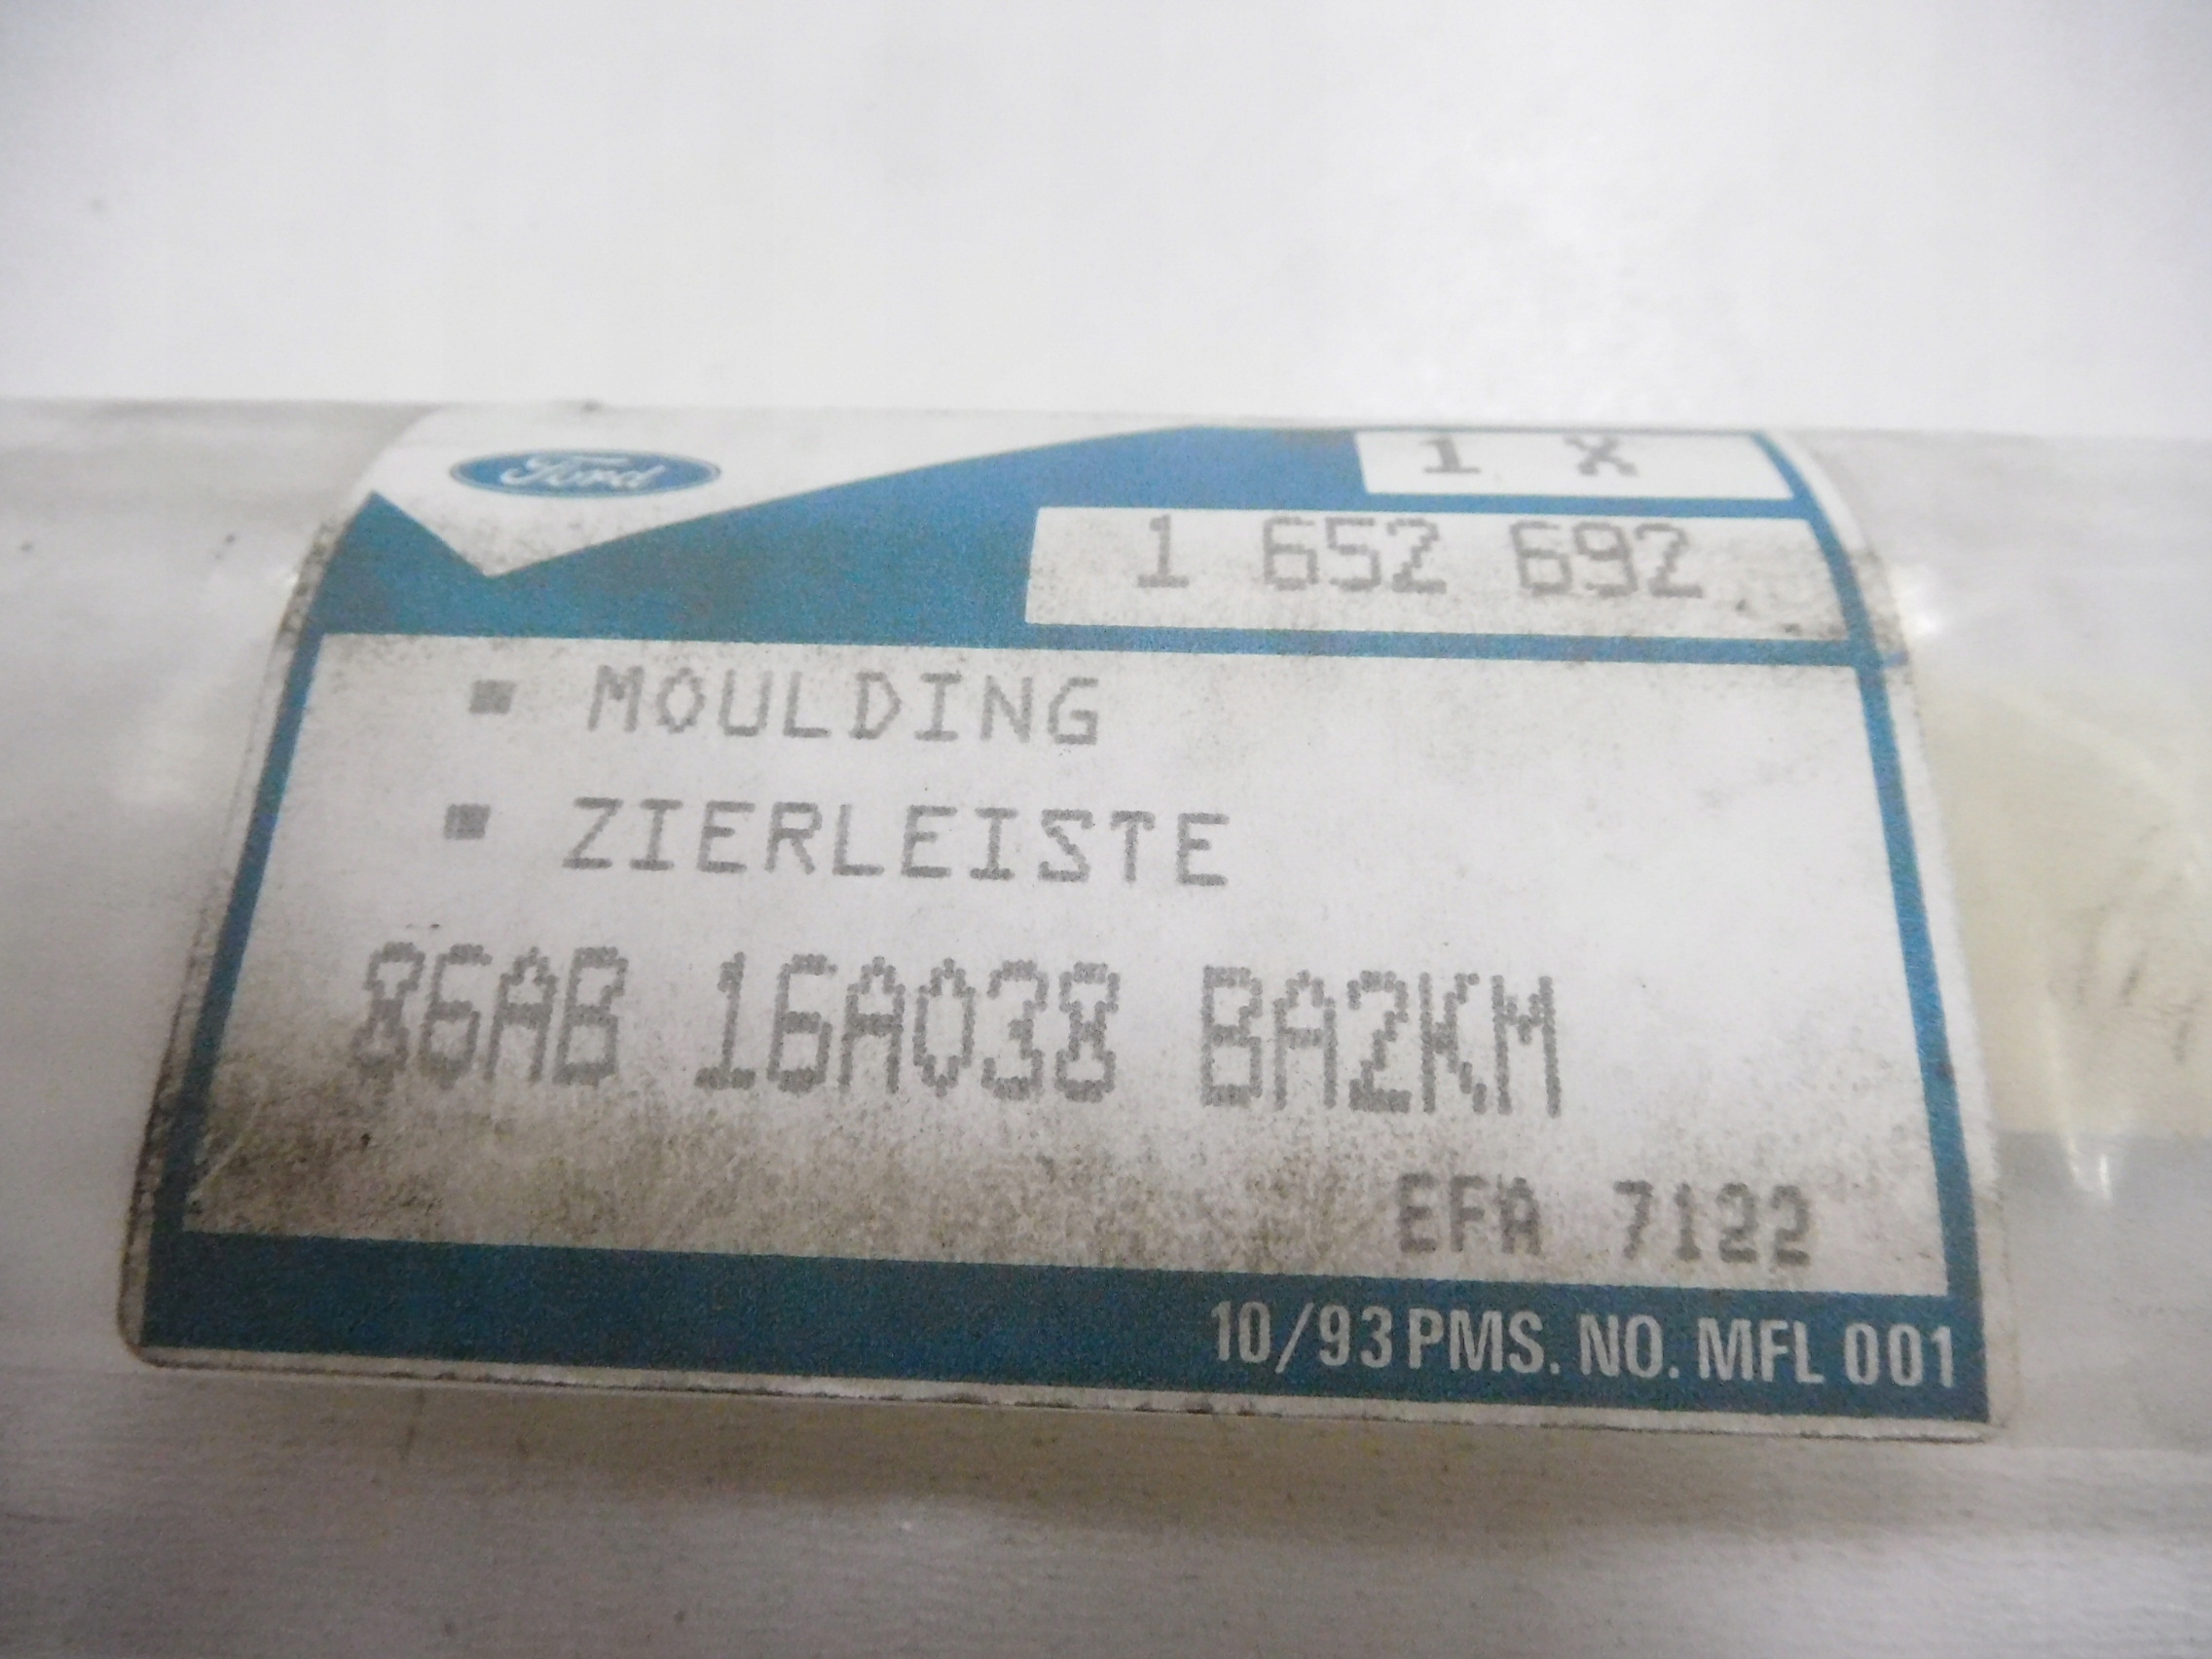 Ford
1 X
1 652 692
▪ MOULDING
▪ ZIERLEISTE
86AB 16A038 BA2KM
EFA 7122
10/93 PMS. NO. MFL 001